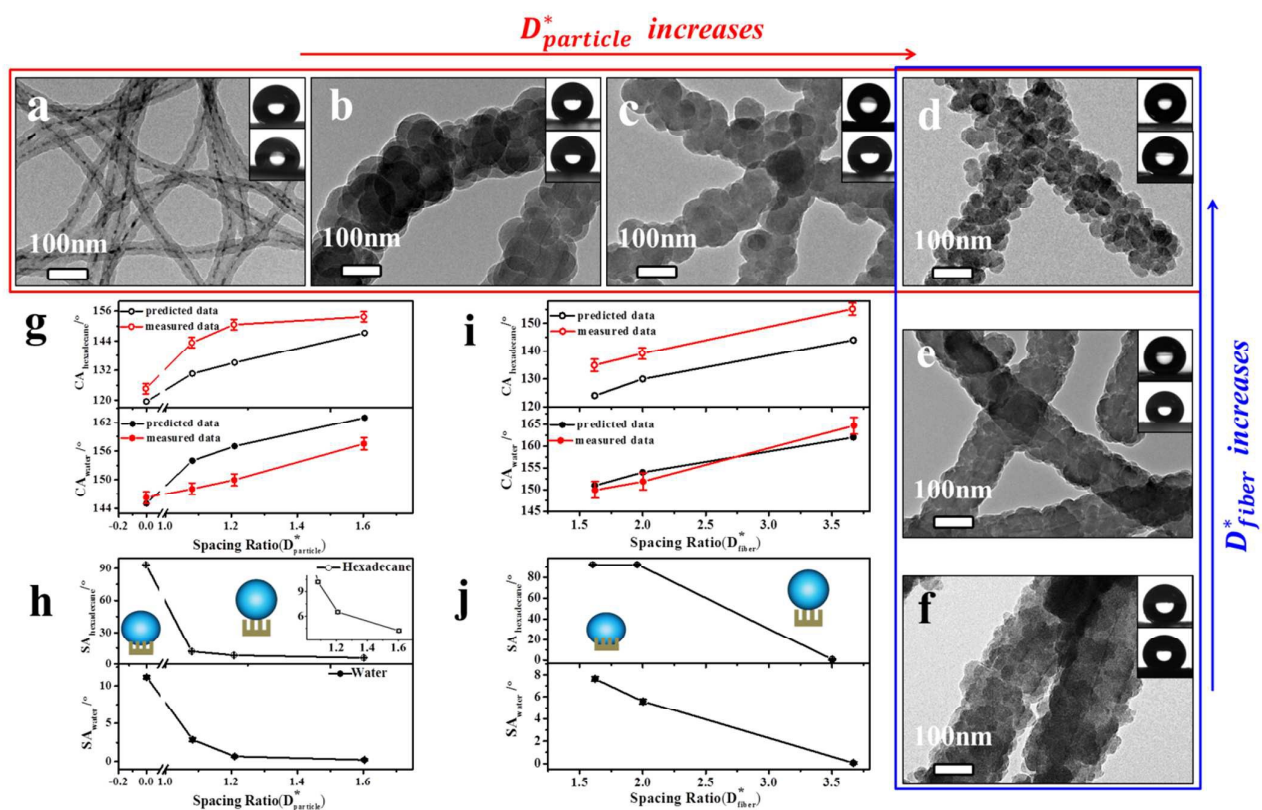 D*particle increases
a
100nm
b
100nm
c
100nm
d
100nm
g
156
144
132
120
CAhexadecane/°
predicted data
measured data
162
156
150
144
CAwater/°
predicted data
measured data
-0.2 0.0 1.0 1.2 1.4 1.6
Spacing Ratio(D*particle)
i
150
140
130
120
CAhexadecane/°
predicted data
measured data
165
160
155
150
CAwater/°
predicted data
measured data
1.5 2.0 2.5 3.0 3.5
Spacing Ratio(D*fiber)
e
100nm
D*fiber increases
h
90
60
30
0
SAhexadecane/°
Hexadecane
9
6
1.2 1.4 1.6
10
5
0
SAwater/°
Water
-0.2 0.0 1.0 1.2 1.4 1.6
Spacing Ratio(D*particle)
j
80
60
40
20
0
SAhexadecane/°
8
6
4
2
0
SAwater/°
1.5 2.0 2.5 3.0 3.5
Spacing Ratio(D*fiber)
f
100nm